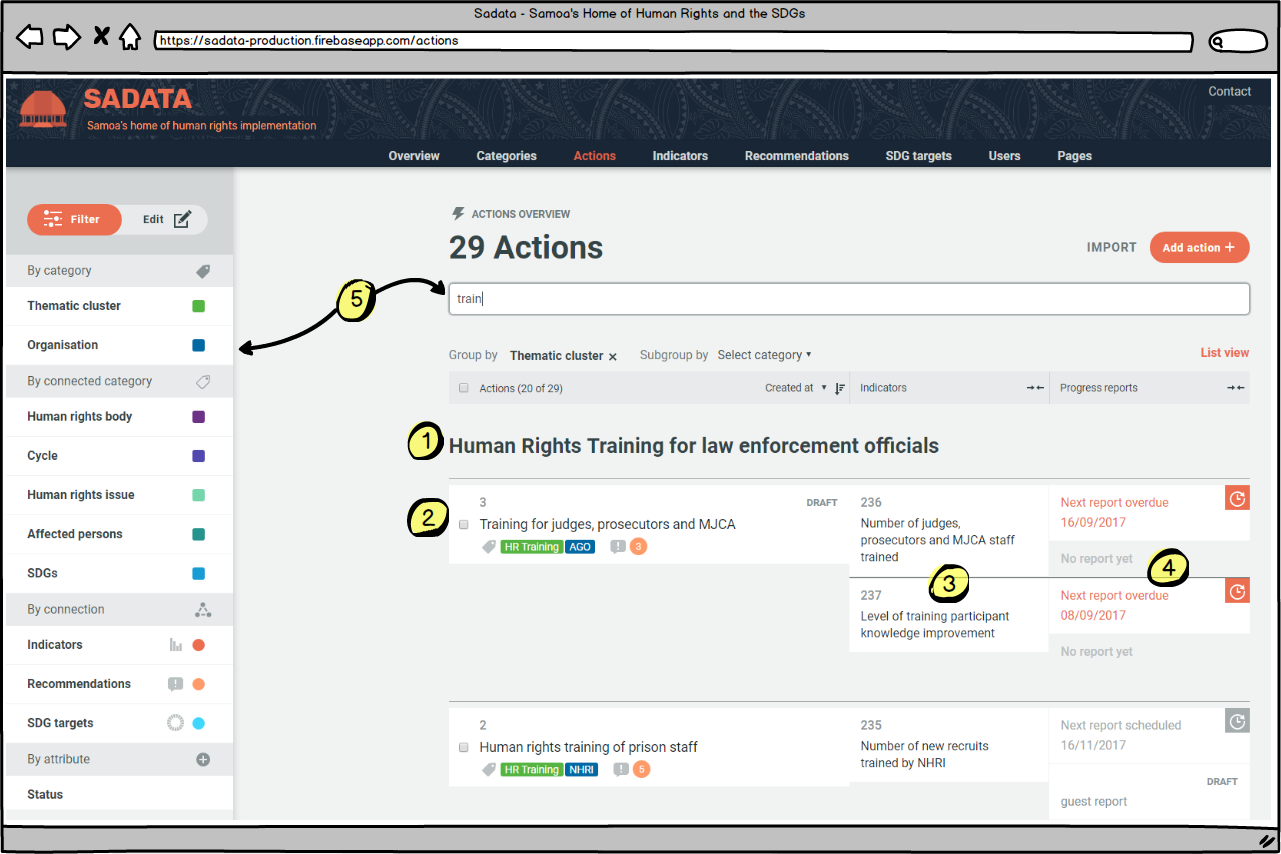 Sadata - Samoa's Home of Human Rights and the SDGs
https://sadata-production.firebaseapp.com/actions
SADATA
Samoa's home of human rights implementation
Contact
Overview Categories Actions Indicators Recommendations SDG targets Users Pages
Filter Edit
By category
Thematic cluster
Organisation
By connected category
Human rights body
Cycle
Human rights issue
Affected persons
SDGs
By connection
Indicators
Recommendations
SDG targets
By attribute
Status
ACTIONS OVERVIEW
29 Actions
IMPORT Add action +
5
train
Group by Thematic cluster × Subgroup by Select category
List view
Actions (20 of 29) Created at Indicators Progress reports
1
Human Rights Training for law enforcement officials
2
3 DRAFT
Training for judges, prosecutors and MJCA
HR Training AGO 3
236
Number of judges,
prosecutors and MJCA staff
trained
Next report overdue
16/09/2017
No report yet
4
3
237
Level of training participant
knowledge improvement
Next report overdue
08/09/2017
No report yet
2
Human rights training of prison staff
HR Training NHRI 5
235
Number of new recruits
trained by NHRI
Next report scheduled
16/11/2017
DRAFT
guest report